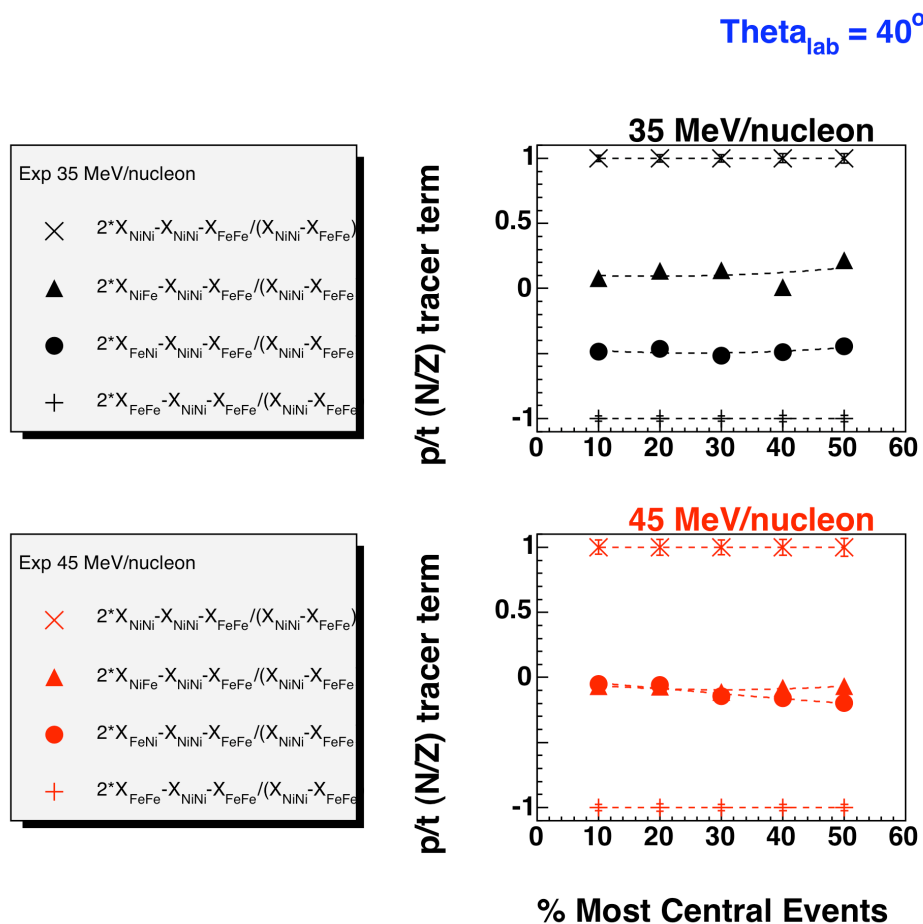 Theta_lab = 40°
35 MeV/nucleon
Exp 35 MeV/nucleon
2*X_NiNi-X_NiNi-X_FeFe/(X_NiNi-X_FeFe)
2*X_NiFe-X_NiNi-X_FeFe/(X_NiNi-X_FeFe
2*X_FeNi-X_NiNi-X_FeFe/(X_NiNi-X_FeFe
2*X_FeFe-X_NiNi-X_FeFe/(X_NiNi-X_FeFe
p/t (N/Z) tracer term
1
0.5
0
-1
0 10 20 30 40 50 60
45 MeV/nucleon
Exp 45 MeV/nucleon
2*X_NiNi-X_NiNi-X_FeFe/(X_NiNi-X_FeFe)
2*X_NiFe-X_NiNi-X_FeFe/(X_NiNi-X_FeFe
2*X_FeNi-X_NiNi-X_FeFe/(X_NiNi-X_FeFe
2*X_FeFe-X_NiNi-X_FeFe/(X_NiNi-X_FeFe
p/t (N/Z) tracer term
1
0.5
0
-1
0 10 20 30 40 50 60
% Most Central Events